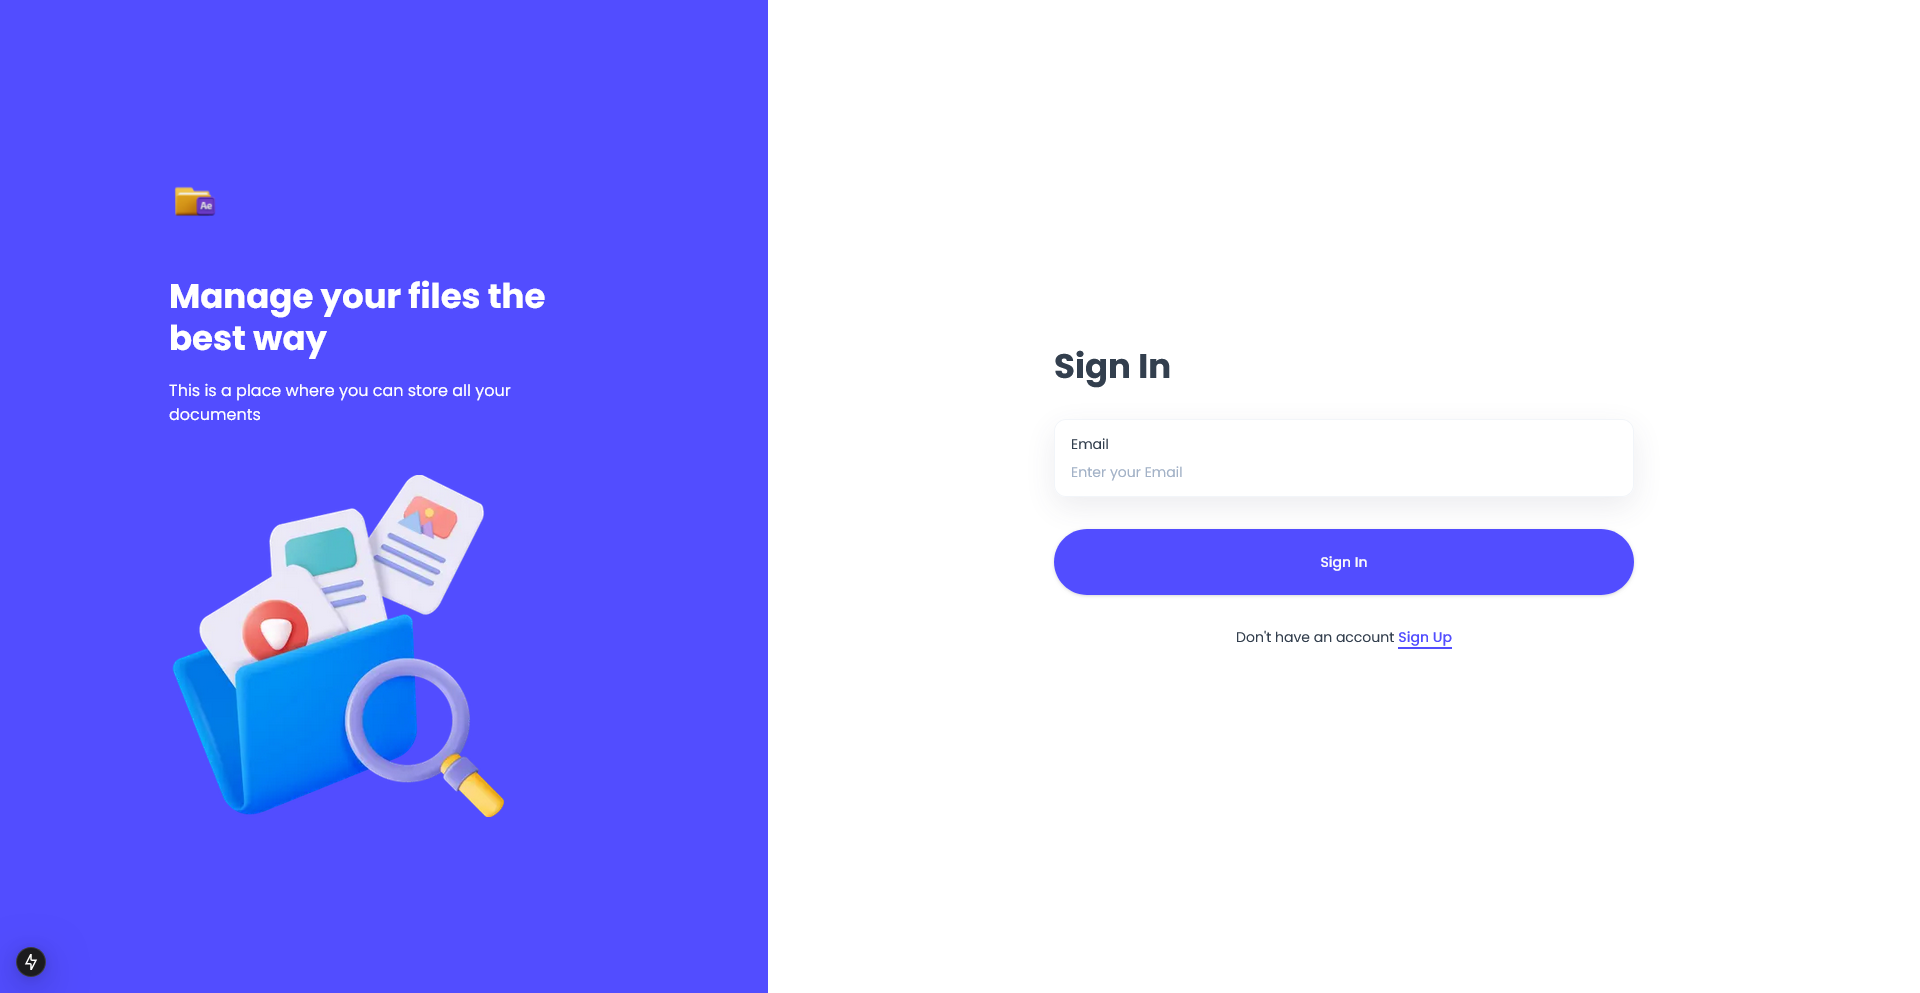 Ae
Manage your files the
best way
This is a place where you can store all your
documents
Sign In
Email
Enter your Email
Sign In
Don't have an account Sign Up